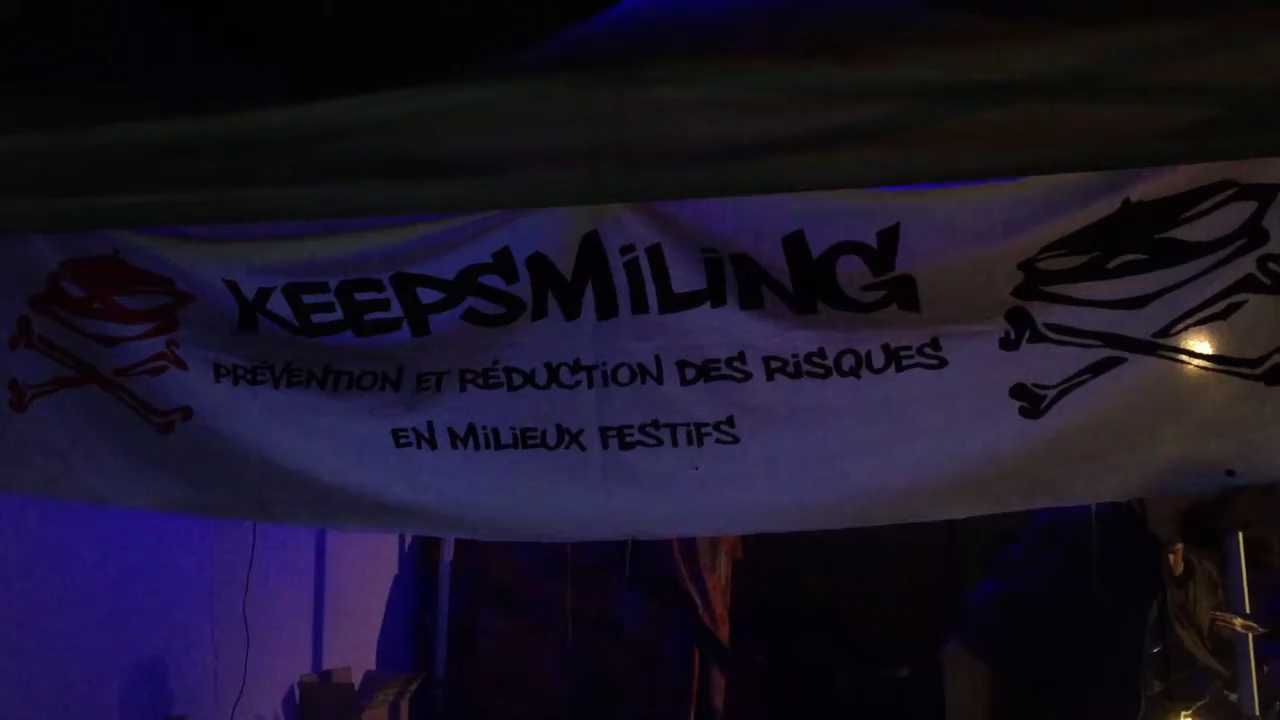 KEEPSMiLiNG
PRÉVENTION ET RÉDUCTiON DES RiSQUES
EN MiLiEUX FESTiFS